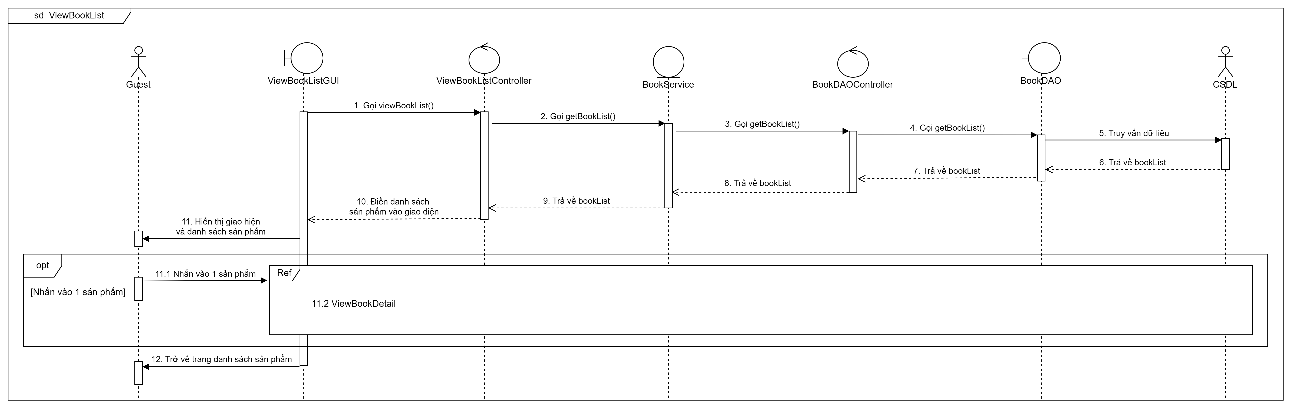 sd ViewBookList
Guest
ViewBookListGUI
ViewBookListController
BookService
BookDAOController
BookDAO
CSDL
1. Gọi viewBookList()
2. Gọi getBookList()
3. Gọi getBookList()
4. Gọi getBookList()
5. Truy vấn dữ liệu
6. Trả về bookList
7. Trả về bookList
8. Trả về bookList
9. Trả về bookList
10. Điền danh sách
sản phẩm vào giao diện
11. Hiển thị giao hiện
và danh sách sản phẩm
opt
[Nhấn vào 1 sản phẩm]
11.1 Nhấn vào 1 sản phẩm
Ref
11.2 ViewBookDetail
12. Trở về trang danh sách sản phẩm